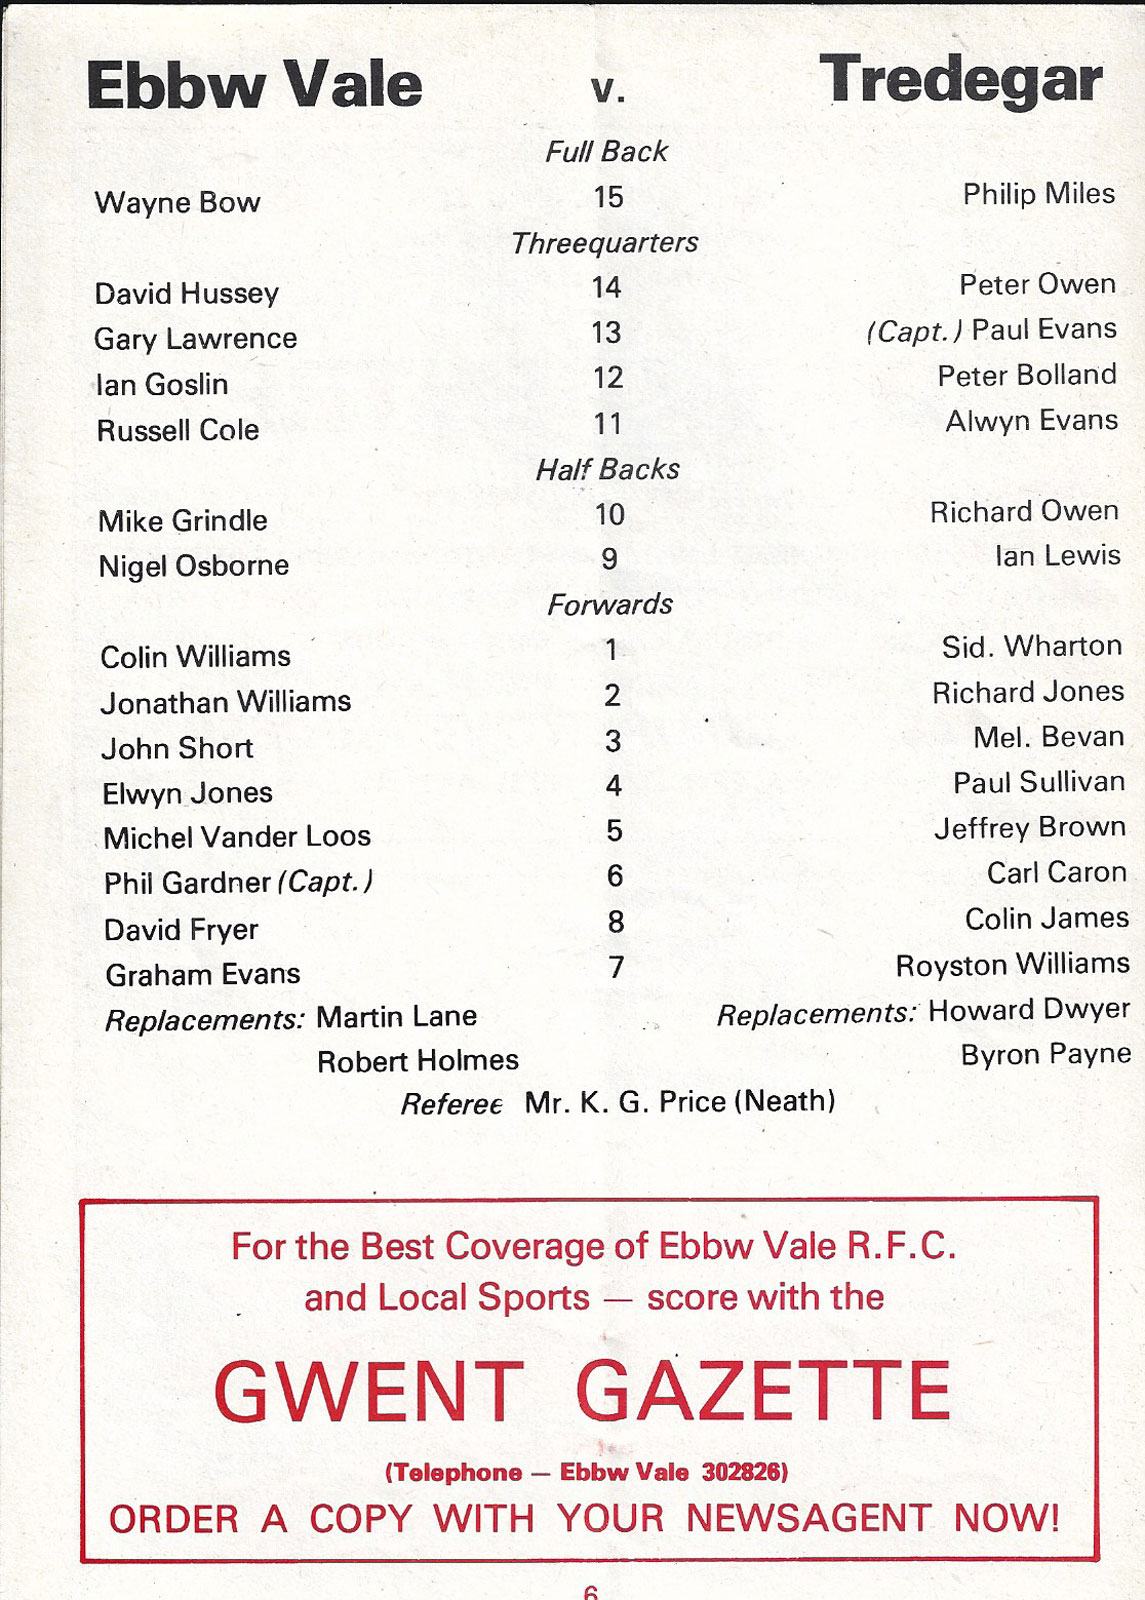 Ebbw Vale v. Tredegar
Full Back
Wayne Bow 15 Philip Miles
Threequarters
David Hussey 14 Peter Owen
Gary Lawrence 13 (Capt.) Paul Evans
Ian Goslin 12 Peter Bolland
Russell Cole 11 Alwyn Evans
Half Backs
Mike Grindle 10 Richard Owen
Nigel Osborne 9 Ian Lewis
Forwards
Colin Williams 1 Sid. Wharton
Jonathan Williams 2 Richard Jones
John Short 3 Mel. Bevan
Elwyn Jones 4 Paul Sullivan
Michel Vander Loos 5 Jeffrey Brown
Phil Gardner (Capt.) 6 Carl Caron
David Fryer 8 Colin James
Graham Evans 7 Royston Williams
Replacements: Martin Lane Replacements: Howard Dwyer
Robert Holmes Byron Payne
Referee Mr. K. G. Price (Neath)
For the Best Coverage of Ebbw Vale R.F.C.
and Local Sports — score with the
GWENT GAZETTE
(Telephone — Ebbw Vale 302826)
ORDER A COPY WITH YOUR NEWSAGENT NOW!
6